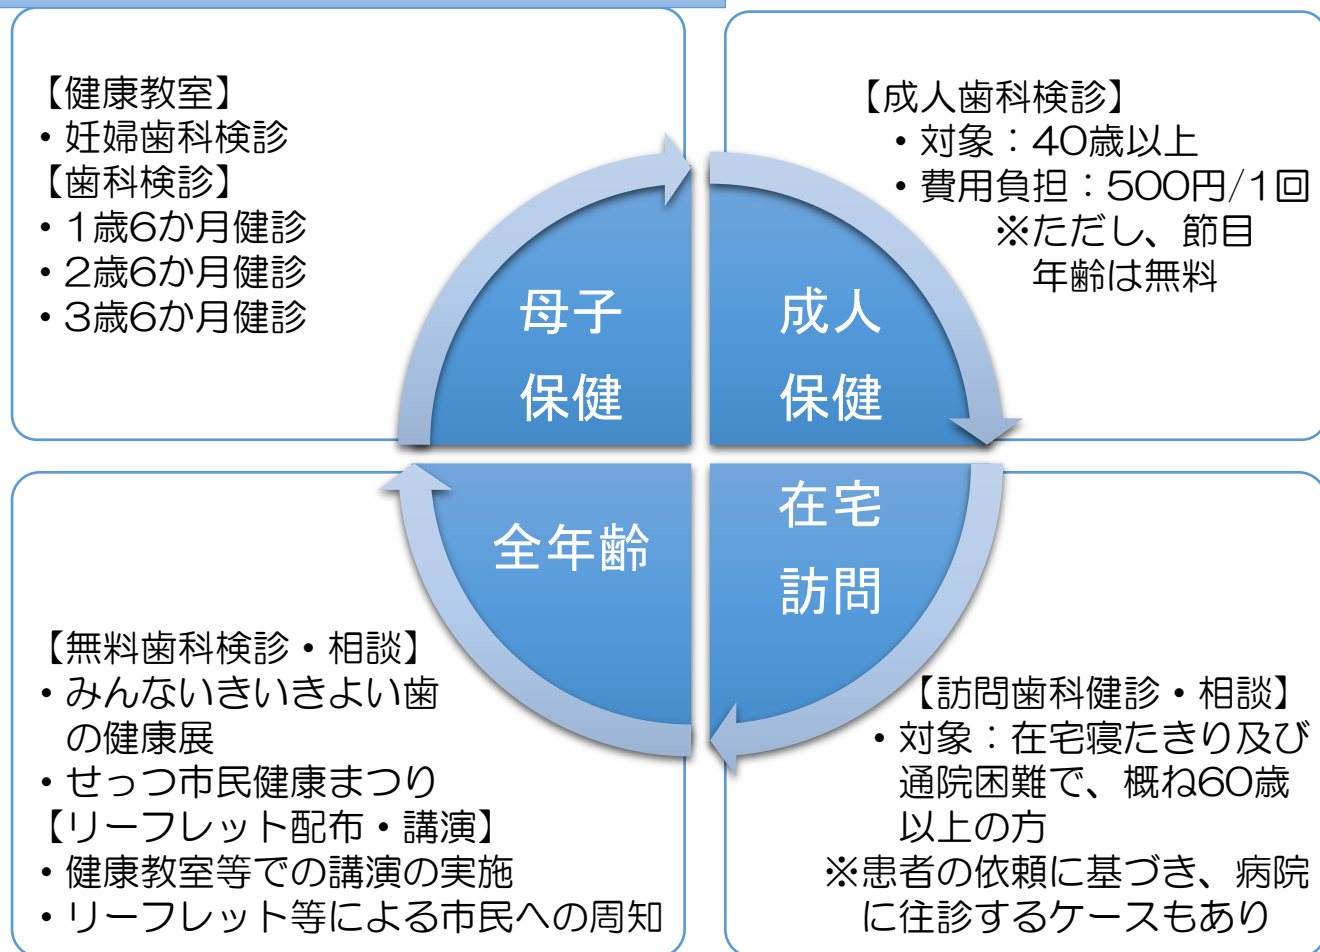 【健康教室】
・妊婦歯科検診
【歯科検診】
・1歳6か月健診
・2歳6か月健診
・3歳6か月健診
【成人歯科検診】
・対象：40歳以上
・費用負担：500円/1回
※ただし、節目
年齢は無料
母子
保健
成人
保健
全年齢
在宅
訪問
【無料歯科検診・相談】
・みんないきいきよい歯
の健康展
・せっつ市民健康まつり
【リーフレット配布・講演】
・健康教室等での講演の実施
・リーフレット等による市民への周知
【訪問歯科健診・相談】
・対象：在宅寝たきり及び
通院困難で、概ね60歳
以上の方
※患者の依頼に基づき、病院
に往診するケースもあり